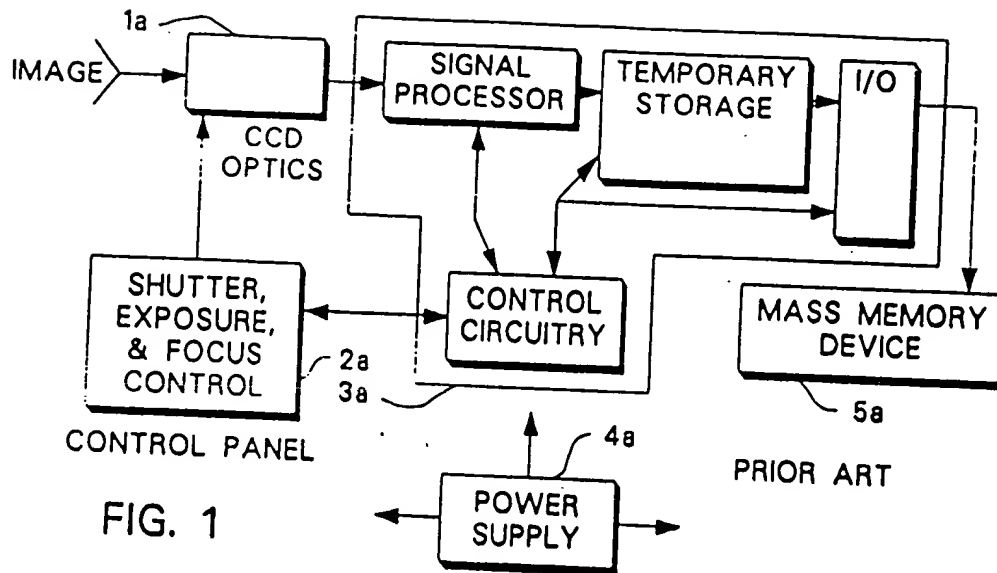 1a
IMAGE
CCD
OPTICS
SIGNAL
PROCESSOR
TEMPORARY
STORAGE
I/O
SHUTTER,
EXPOSURE,
& FOCUS
CONTROL
2a
3a
CONTROL PANEL
CONTROL
CIRCUITRY
MASS MEMORY
DEVICE
5a
4a
POWER
SUPPLY
PRIOR ART
FIG. 1